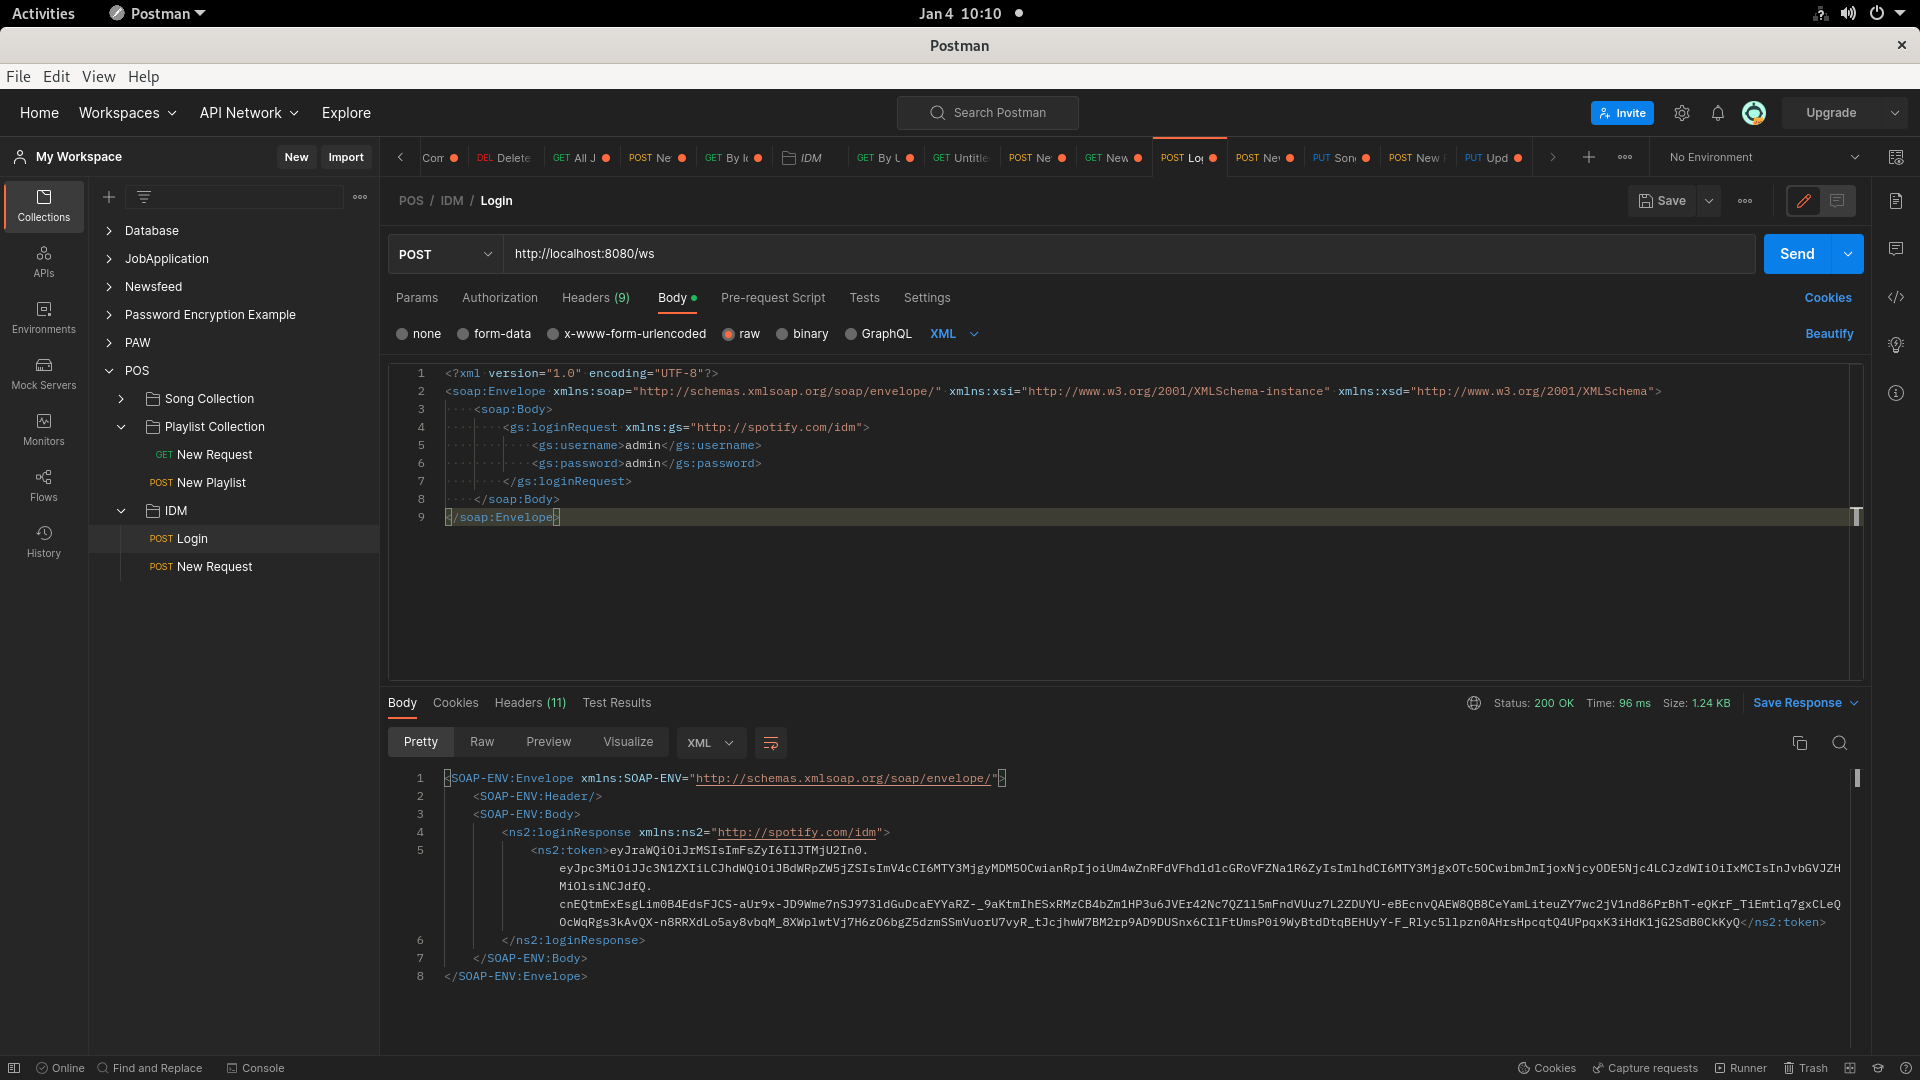 Activities Postman Jan 4 10:10
Postman
File Edit View Help
Home Workspaces API Network Explore Search Postman Invite Upgrade
My Workspace New Import
Com DEL Delete GET All J POST Ne GET By I IDM GET By U GET Untitle POST Ne GET New POST Log POST Ne PUT Song POST New PUT Upd No Environment
Collections
APIs
Environments
Mock Servers
Monitors
Flows
History
Database
JobApplication
Newsfeed
Password Encryption Example
PAW
POS
Song Collection
Playlist Collection
GET New Request
POST New Playlist
IDM
POST Login
POST New Request
POS / IDM / Login Save
POST http://localhost:8080/ws Send
Params Authorization Headers (9) Body Pre-request Script Tests Settings Cookies
none form-data x-www-form-urlencoded raw binary GraphQL XML Beautify
1 <?xml version="1.0" encoding="UTF-8"?>
2 <soap:Envelope xmlns:soap="http://schemas.xmlsoap.org/soap/envelope/" xmlns:xsi="http://www.w3.org/2001/XMLSchema-instance" xmlns:xsd="http://www.w3.org/2001/XMLSchema">
3 <soap:Body>
4 <gs:loginRequest xmlns:gs="http://spotify.com/idm">
5 <gs:username>admin</gs:username>
6 <gs:password>admin</gs:password>
7 </gs:loginRequest>
8 </soap:Body>
9 </soap:Envelope>
Body Cookies Headers (11) Test Results Status: 200 OK Time: 96 ms Size: 1.24 KB Save Response
Pretty Raw Preview Visualize XML
1 <SOAP-ENV:Envelope xmlns:SOAP-ENV="http://schemas.xmlsoap.org/soap/envelope/">
2 <SOAP-ENV:Header/>
3 <SOAP-ENV:Body>
4 <ns2:loginResponse xmlns:ns2="http://spotify.com/idm">
5 <ns2:token>eyJraWQiOiJrMSIsImFsZyI6IlJTMjU2In0.
MiOlsiNCJdfQ.
</ns2:token>
6 </ns2:loginResponse>
7 </SOAP-ENV:Body>
8 </SOAP-ENV:Envelope>
Online Find and Replace Console Cookies Capture requests Runner Trash